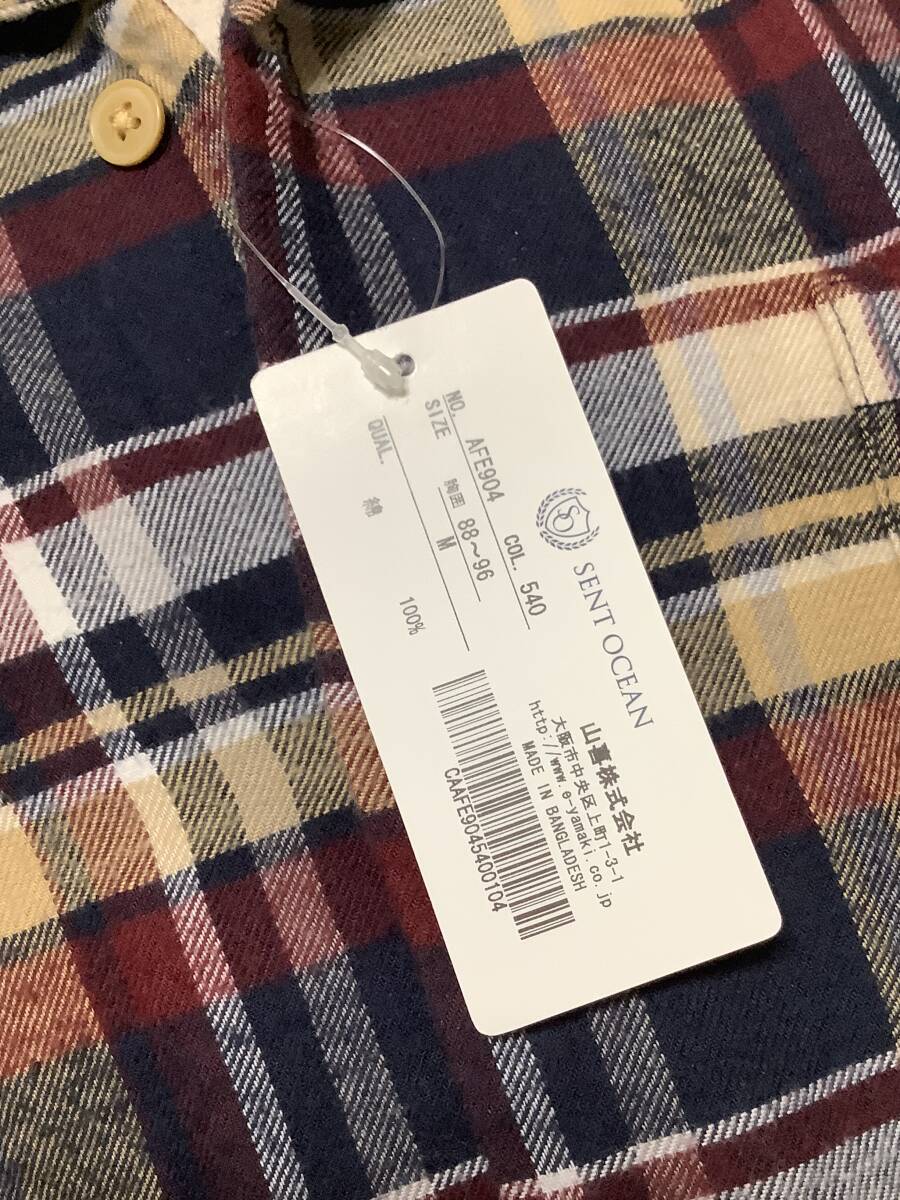 SENT OCEAN
NO. AFE904 COL. 540
SIZE 胸囲 88～96
M
QUAL. 綿 100%
山喜株式会社
大阪市中央区上町1-3-1
http://www.e-yamaki.co.jp
MADE IN BANGLADESH
CAAFE9045400104